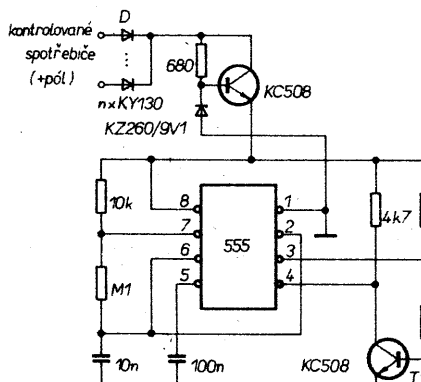 kontrolované
spotřebiče
(+pól)
D
n×KY130
680
KC508
KZ260/9V1
10k
8
1
7
2
6
555
3
5
4
4k7
M1
10n
100n
KC508
T